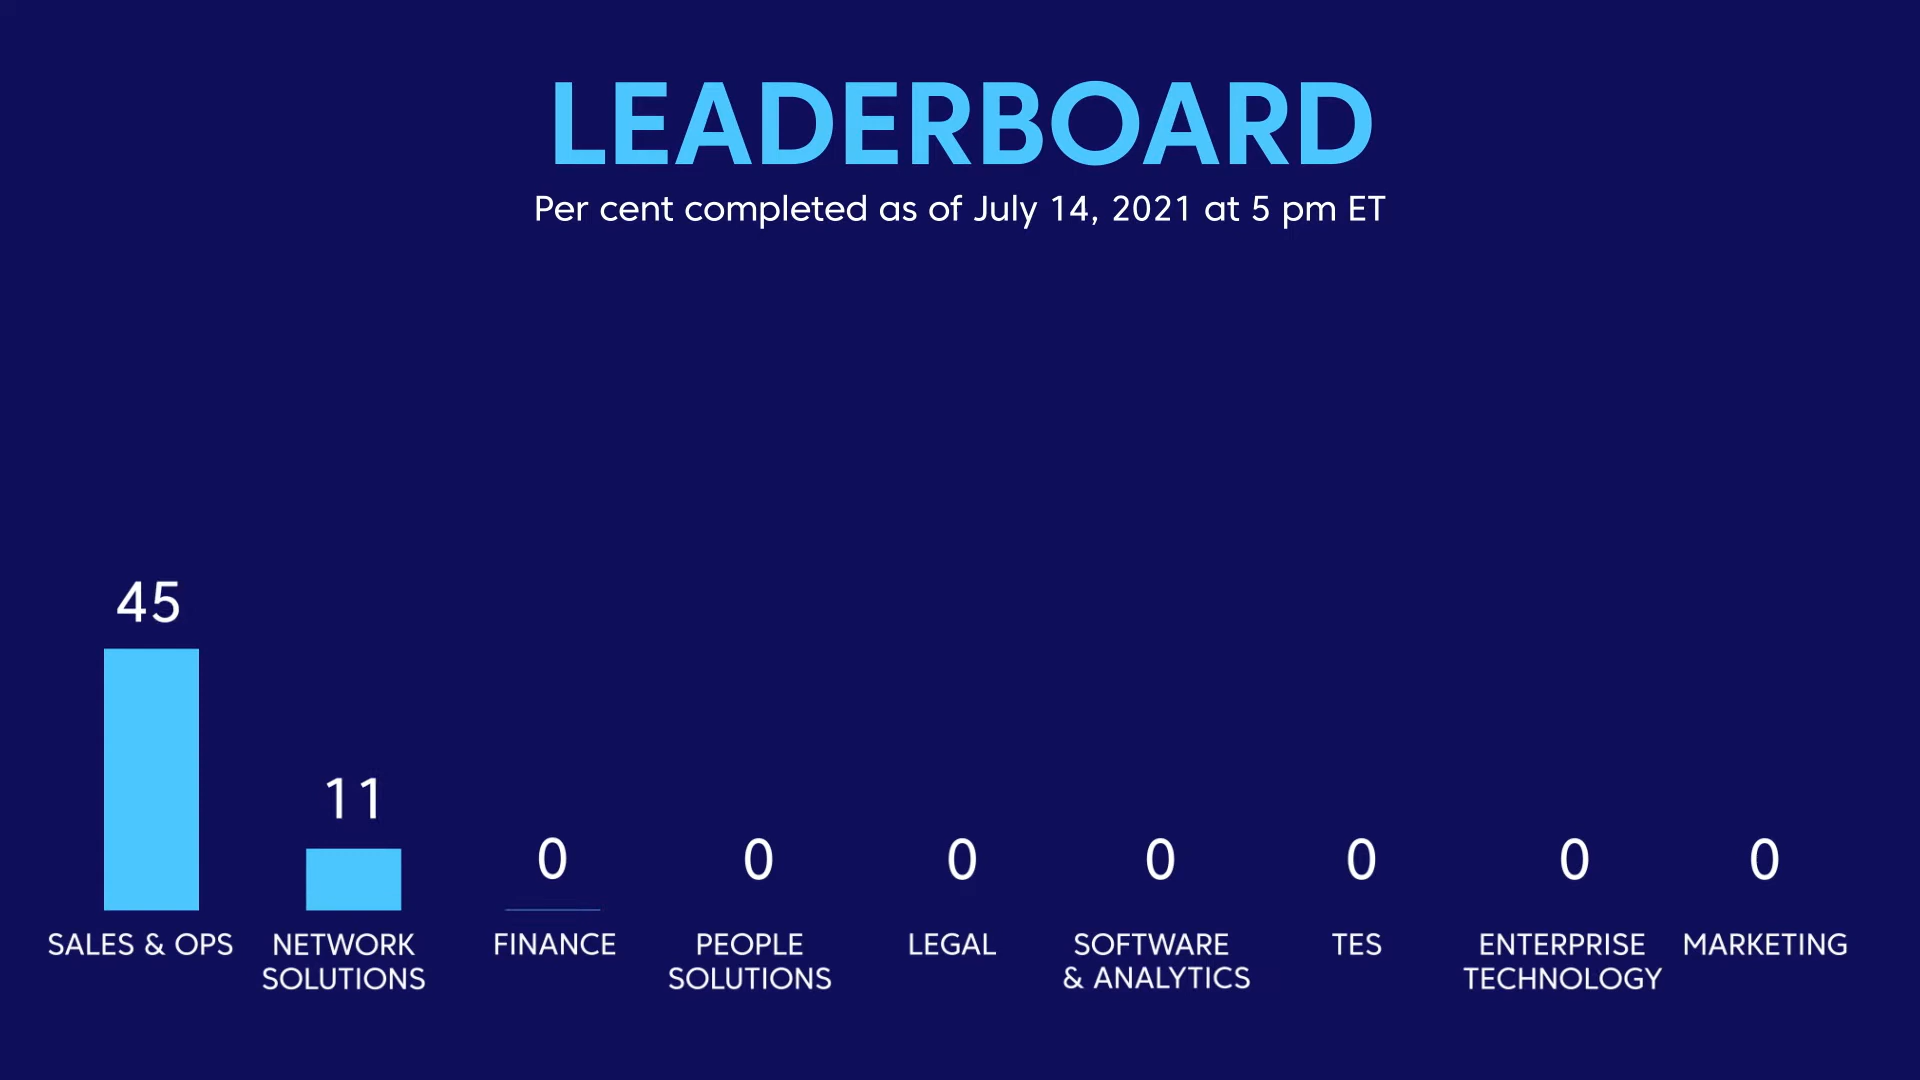 LEADERBOARD
Per cent completed as of July 14, 2021 at 5 pm ET
45
11
0
0
0
0
0
0
0
SALES & OPS
NETWORK
SOLUTIONS
FINANCE
PEOPLE
SOLUTIONS
LEGAL
SOFTWARE
& ANALYTICS
TES
ENTERPRISE
TECHNOLOGY
MARKETING